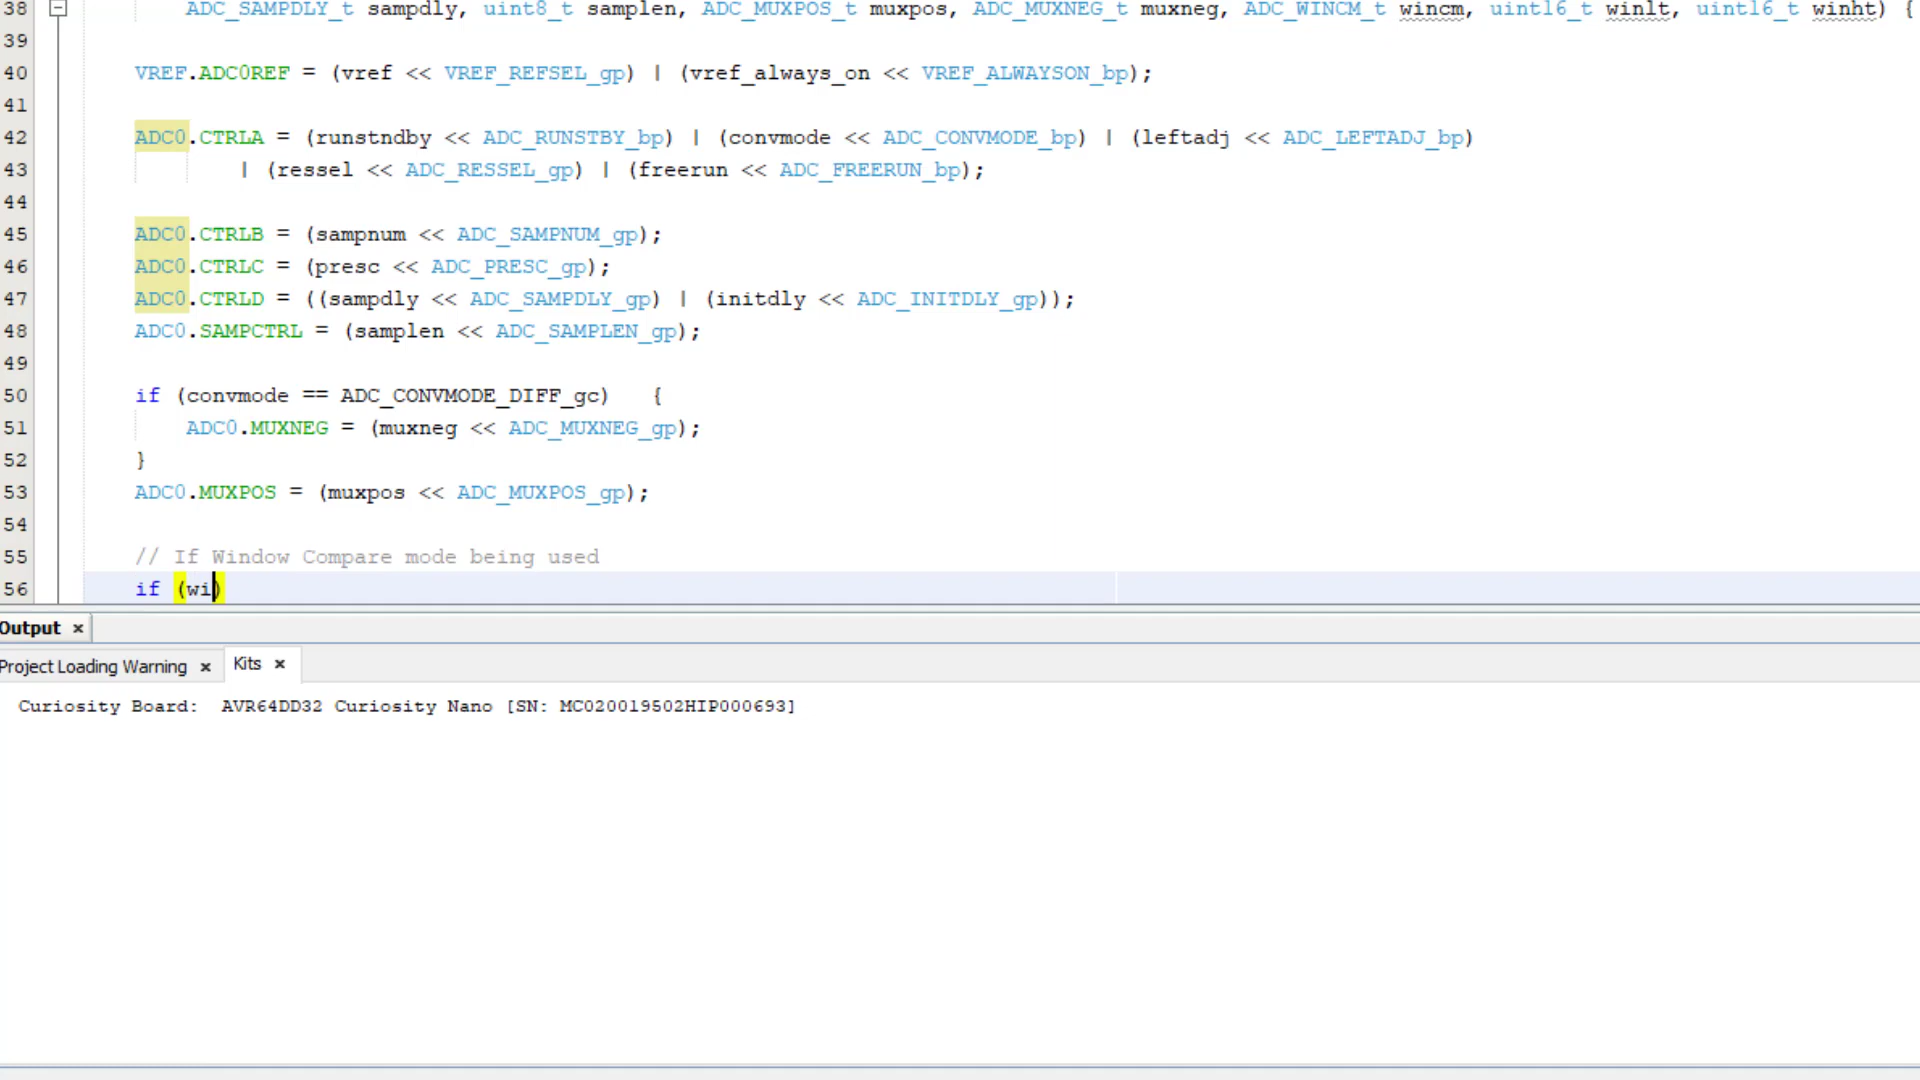 38 ADC_SAMPDLY_t sampdly, uint8_t samplen, ADC_MUXPOS_t muxpos, ADC_MUXNEG_t muxneg, ADC_WINCM_t wincm, uint16_t winlt, uint16_t winht) {
39
40 VREF.ADC0REF = (vref << VREF_REFSEL_gp) | (vref_always_on << VREF_ALWAYSON_bp);
41
42 ADC0.CTRLA = (runstndby << ADC_RUNSTBY_bp) | (convmode << ADC_CONVMODE_bp) | (leftadj << ADC_LEFTADJ_bp)
43 | (ressel << ADC_RESSEL_gp) | (freerun << ADC_FREERUN_bp);
44
45 ADC0.CTRLB = (sampnum << ADC_SAMPNUM_gp);
46 ADC0.CTRLC = (presc << ADC_PRESC_gp);
47 ADC0.CTRLD = ((sampdly << ADC_SAMPDLY_gp) | (initdly << ADC_INITDLY_gp));
48 ADC0.SAMPCTRL = (samplen << ADC_SAMPLEN_gp);
49
50 if (convmode == ADC_CONVMODE_DIFF_gc) {
51 ADC0.MUXNEG = (muxneg << ADC_MUXNEG_gp);
52 }
53 ADC0.MUXPOS = (muxpos << ADC_MUXPOS_gp);
54
55 // If Window Compare mode being used
56 if (wi)
Output ×
Project Loading Warning × Kits ×
Curiosity Board: AVR64DD32 Curiosity Nano [SN: MC020019502HIP000693]